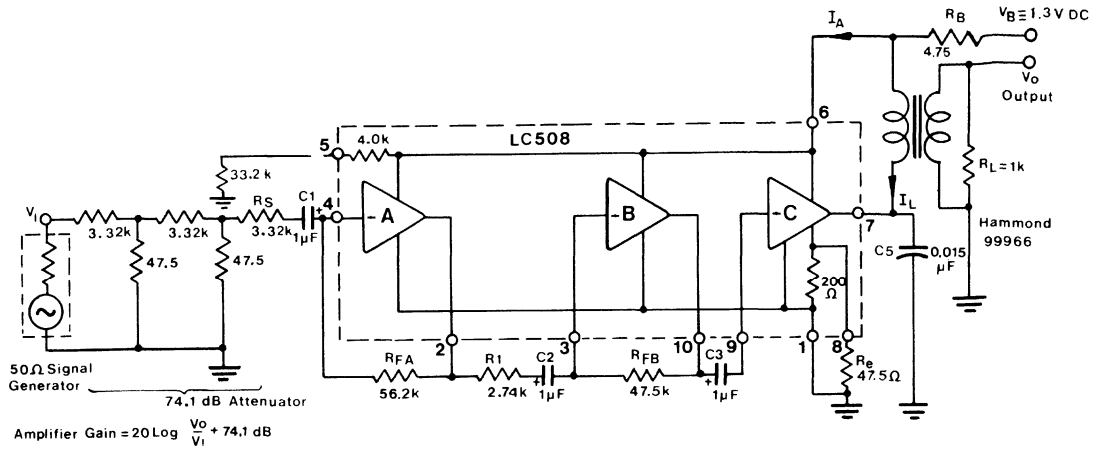 I_A
R_B
4.75
V_B≡1.3V DC
Vo
Output
6
LC508
5
4.0k
33.2k
R_L=1k
V_I
R_S
C1
+
4
-A
-B
-C
7
I_L
3.32k
3.32k
3.32k
1μF
Hammond
99966
47.5
47.5
C5
0.015
μF
200
Ω
2
3
10
9
1
8
50Ω Signal
Generator
R_FA
56.2k
R1
2.74k
C2
+
1μF
R_FB
47.5k
C3
+
1μF
R_e
47.5Ω
74.1 dB Attenuator
Amplifier Gain = 20 Log Vo/V_I + 74.1 dB